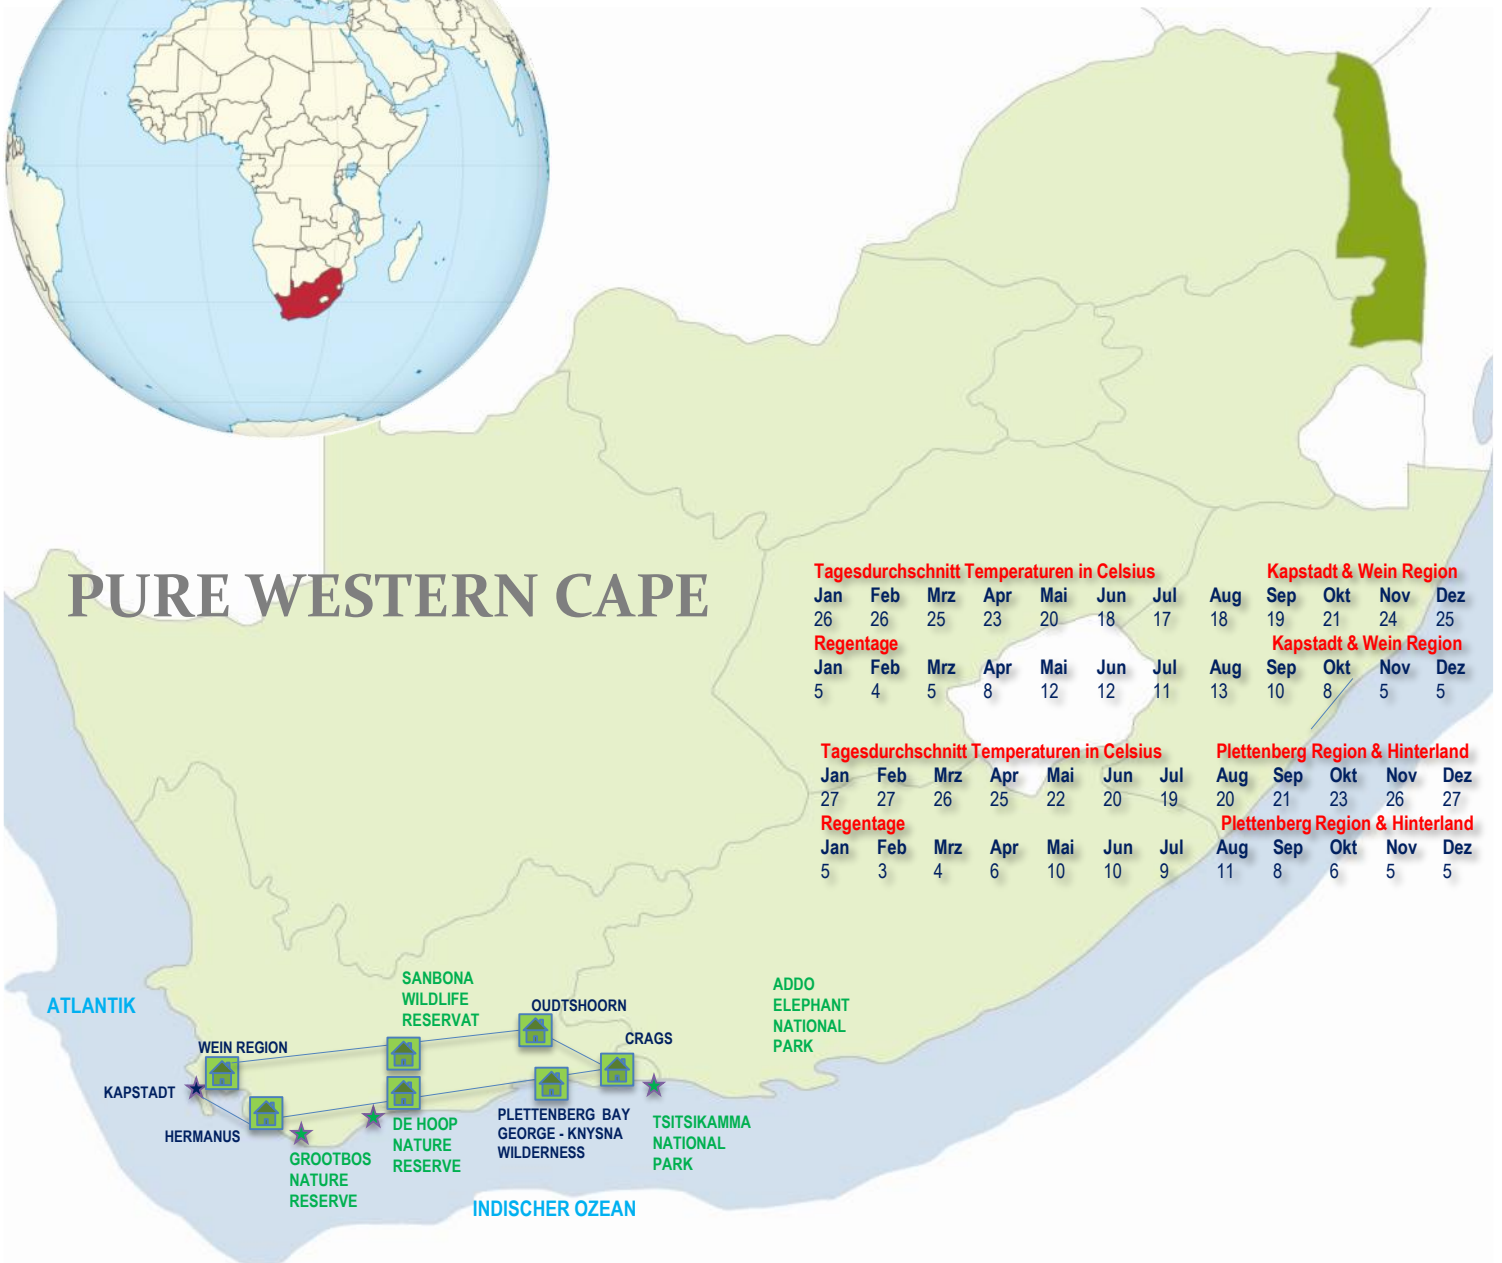 PURE WESTERN CAPE
Tagesdurchschnitt Temperaturen in Celsius Kapstadt & Wein Region
Jan Feb Mrz Apr Mai Jun Jul Aug Sep Okt Nov Dez
26 26 25 23 20 18 17 18 19 21 24 25
Regentage Kapstadt & Wein Region
Jan Feb Mrz Apr Mai Jun Jul Aug Sep Okt Nov Dez
5 4 5 8 12 12 11 13 10 8 5 5
Tagesdurchschnitt Temperaturen in Celsius Plettenberg Region & Hinterland
Jan Feb Mrz Apr Mai Jun Jul Aug Sep Okt Nov Dez
27 27 26 25 22 20 19 20 21 23 26 27
Regentage Plettenberg Region & Hinterland
Jan Feb Mrz Apr Mai Jun Jul Aug Sep Okt Nov Dez
5 3 4 6 10 10 9 11 8 6 5 5
ATLANTIK
SANBONA
WILDLIFE
RESERVAT
OUDTSHOORN
ADDO
ELEPHANT
NATIONAL
PARK
WEIN REGION
CRAGS
KAPSTADT
HERMANUS
GROOTBOS
NATURE
RESERVE
DE HOOP
NATURE
RESERVE
PLETTENBERG BAY
GEORGE - KNYSNA
WILDERNESS
TSITSIKAMMA
NATIONAL
PARK
INDISCHER OZEAN